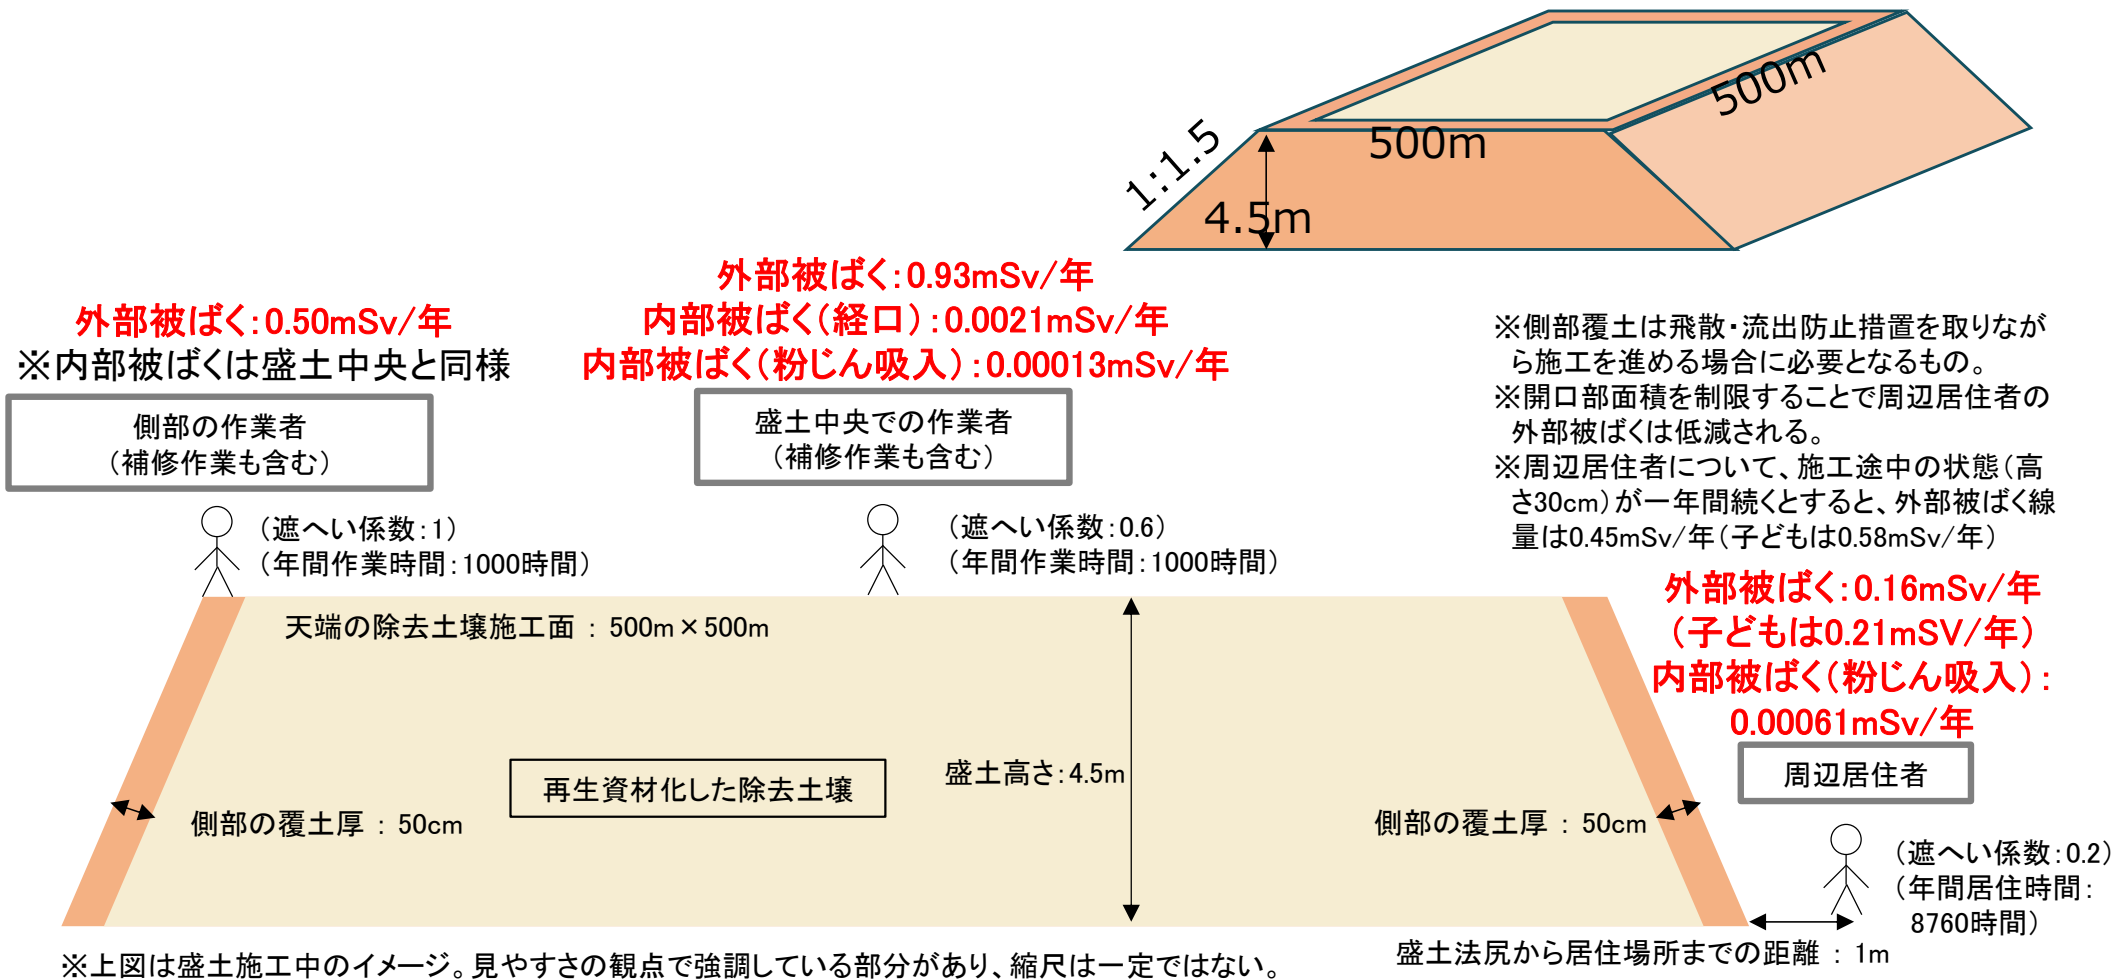 500m
500m
1:1.5
4.5m
外部被ばく:0.50mSv/年
※内部被ばくは盛土中央と同様
側部の作業者
(補修作業も含む)
(遮へい係数:1)
(年間作業時間:1000時間)
外部被ばく:0.93mSv/年
内部被ばく(経口):0.0021mSv/年
内部被ばく(粉じん吸入):0.00013mSv/年
盛土中央での作業者
(補修作業も含む)
(遮へい係数:0.6)
(年間作業時間:1000時間)
※側部覆土は飛散・流出防止措置を取りなが
ら施工を進める場合に必要となるもの。
※開口部面積を制限することで周辺居住者の
外部被ばくは低減される。
※周辺居住者について、施工途中の状態(高
さ30cm)が一年間続くとすると、外部被ばく線
量は0.45mSv/年(子どもは0.58mSv/年)
外部被ばく:0.16mSv/年
(子どもは0.21mSV/年)
内部被ばく(粉じん吸入):
0.00061mSv/年
周辺居住者
(遮へい係数:0.2)
(年間居住時間:
8760時間)
天端の除去土壌施工面 : 500m×500m
再生資材化した除去土壌
盛土高さ:4.5m
側部の覆土厚 : 50cm
側部の覆土厚 : 50cm
盛土法尻から居住場所までの距離 : 1m
※上図は盛土施工中のイメージ。見やすさの観点で強調している部分があり、縮尺は一定ではない。